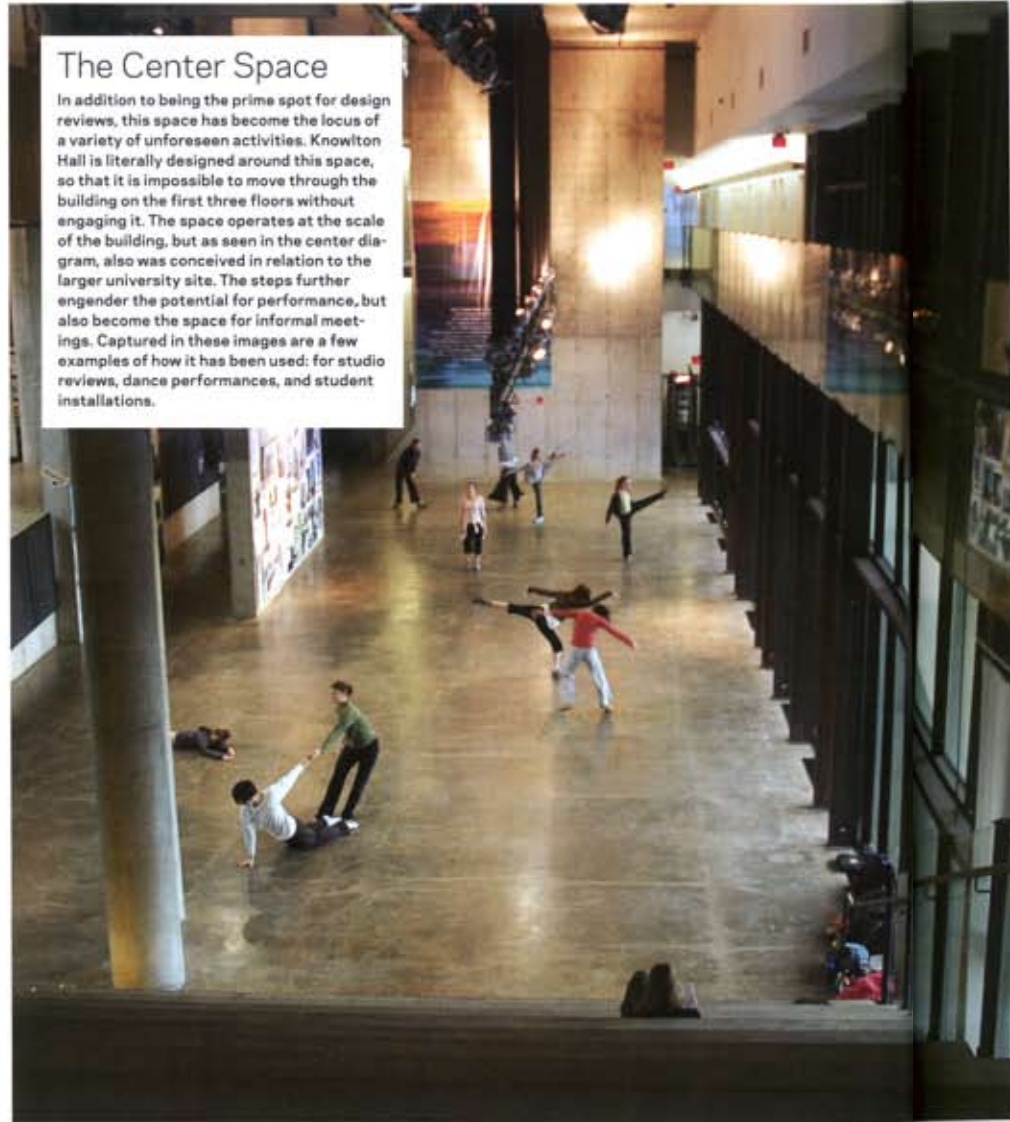 The Center Space
In addition to being the prime spot for design
reviews, this space has become the locus of
a variety of unforeseen activities. Knowlton
Hall is literally designed around this space,
so that it is impossible to move through the
building on the first three floors without
engaging it. The space operates at the scale
of the building, but as seen in the center dia-
gram, also was conceived in relation to the
larger university site. The steps further
engender the potential for performance, but
also become the space for informal meet-
ings. Captured in these images are a few
examples of how it has been used: for studio
reviews, dance performances, and student
installations.